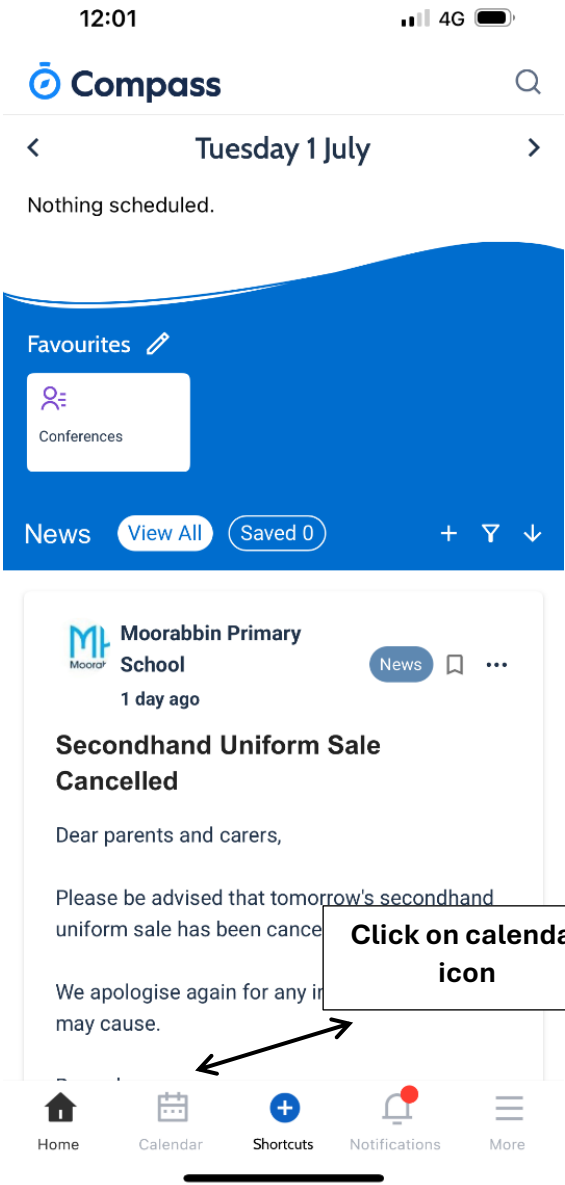 12:01
4G
Compass
Tuesday 1 July
Nothing scheduled.
Favourites
Conferences
News
View All
Saved 0
Moorabbin Primary
School
News
1 day ago
Secondhand Uniform Sale
Cancelled
Dear parents and carers,
Please be advised that tomorrow's secondhand
uniform sale has been cance
We apologise again for any
may cause.
Click on calenda
icon
Home
Calendar
Shortcuts
Notifications
More